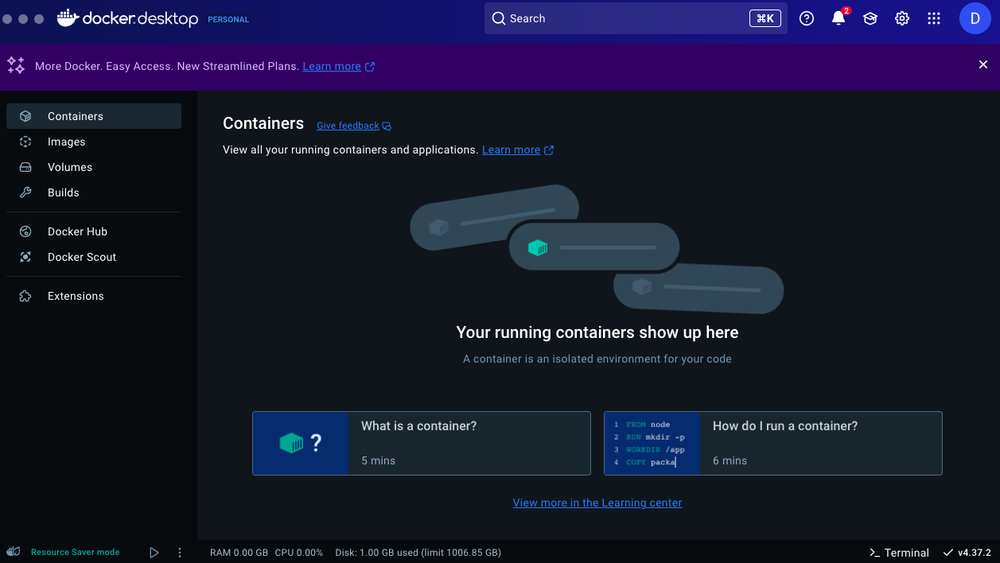 docker.desktop PERSONAL
Search
⌘K
2
D
More Docker. Easy Access. New Streamlined Plans. Learn more
Containers
Images
Volumes
Builds
Docker Hub
Docker Scout
Extensions
Containers Give feedback
View all your running containers and applications. Learn more
Your running containers show up here
A container is an isolated environment for your code
?
What is a container?
5 mins
1 FROM node
2 RUN mkdir -p
3 WORKDIR /app
4 COPY packa
How do I run a container?
6 mins
View more in the Learning center
Resource Saver mode
RAM 0.00 GB CPU 0.00% Disk: 1.00 GB used (limit 1006.85 GB)
Terminal
v4.37.2